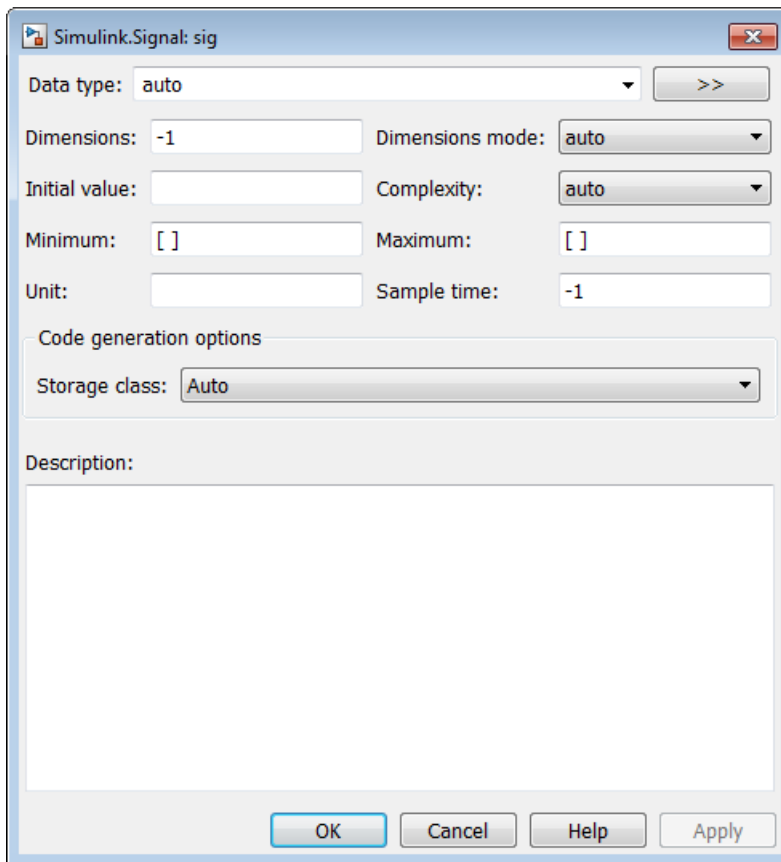 Simulink.Signal: sig
Data type: auto >>
Dimensions: -1 Dimensions mode: auto
Initial value: Complexity: auto
Minimum: [ ] Maximum: [ ]
Unit: Sample time: -1
Code generation options
Storage class: Auto
Description:
OK Cancel Help Apply